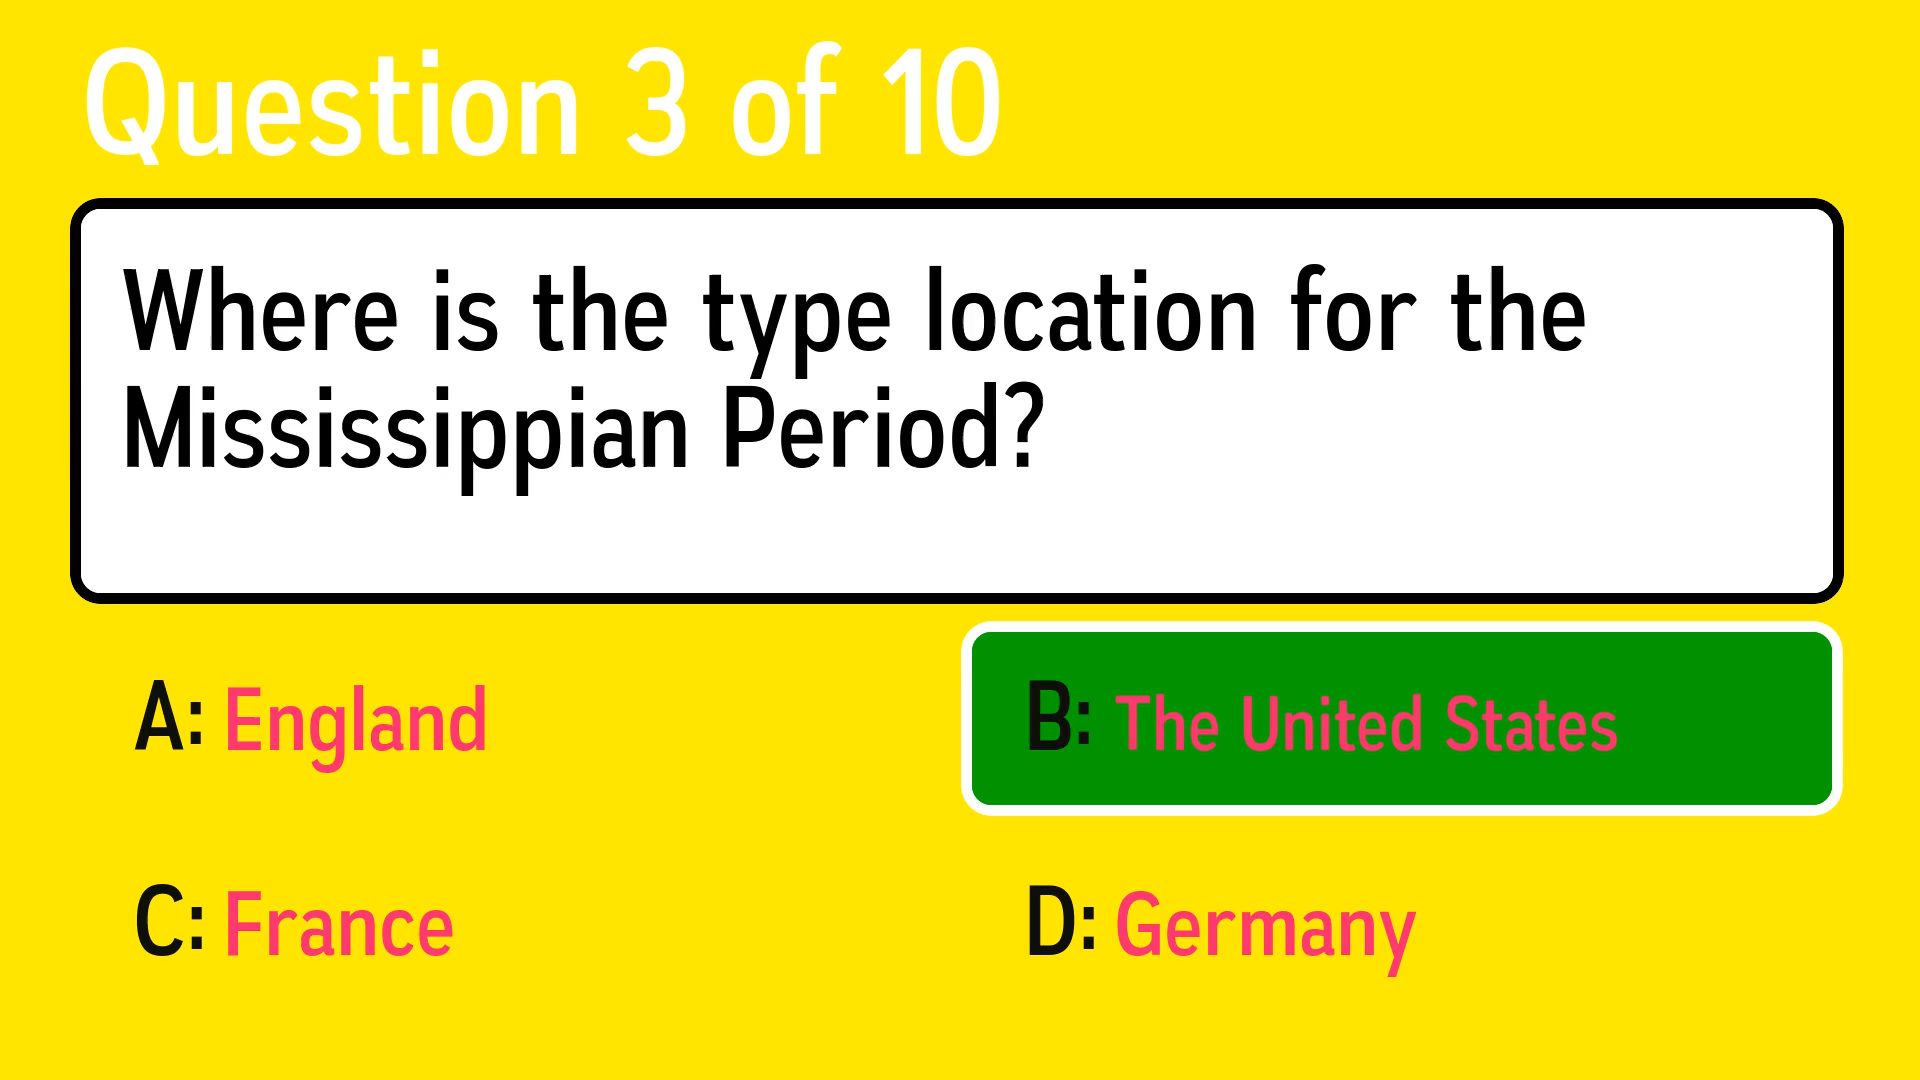 Question 3 of 10
Where is the type location for the
Mississippian Period?
A: England
B: The United States
C: France
D: Germany